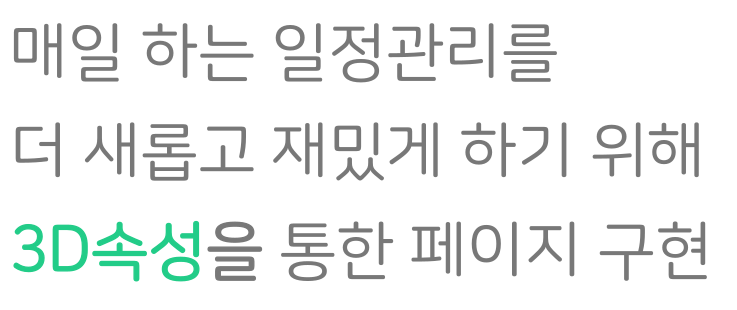 매일 하는 일정관리를
더 새롭고 재밌게 하기 위해
3D속성을 통한 페이지 구현